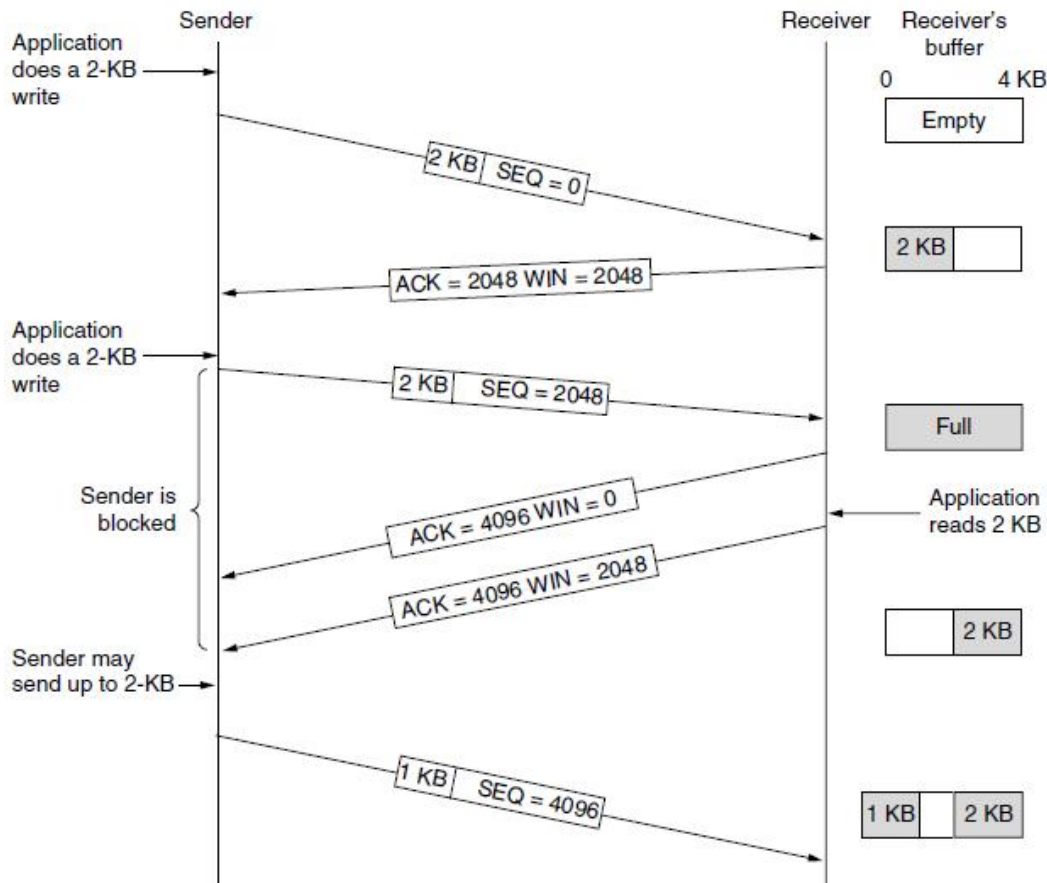 Sender
Receiver
Receiver's
buffer
Application
does a 2-KB
write
0 4 KB
Empty
2 KB SEQ = 0
2 KB
ACK = 2048 WIN = 2048
Application
does a 2-KB
write
2 KB SEQ = 2048
Full
Sender is
blocked
ACK = 4096 WIN = 0
Application
reads 2 KB
ACK = 4096 WIN = 2048
2 KB
Sender may
send up to 2-KB
1 KB SEQ = 4096
1 KB 2 KB